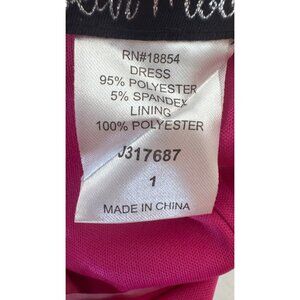 RN#18854
DRESS
95% POLYESTER
5% SPANDEX
LINING
100% POLYESTER
J317687
1
MADE IN CHINA